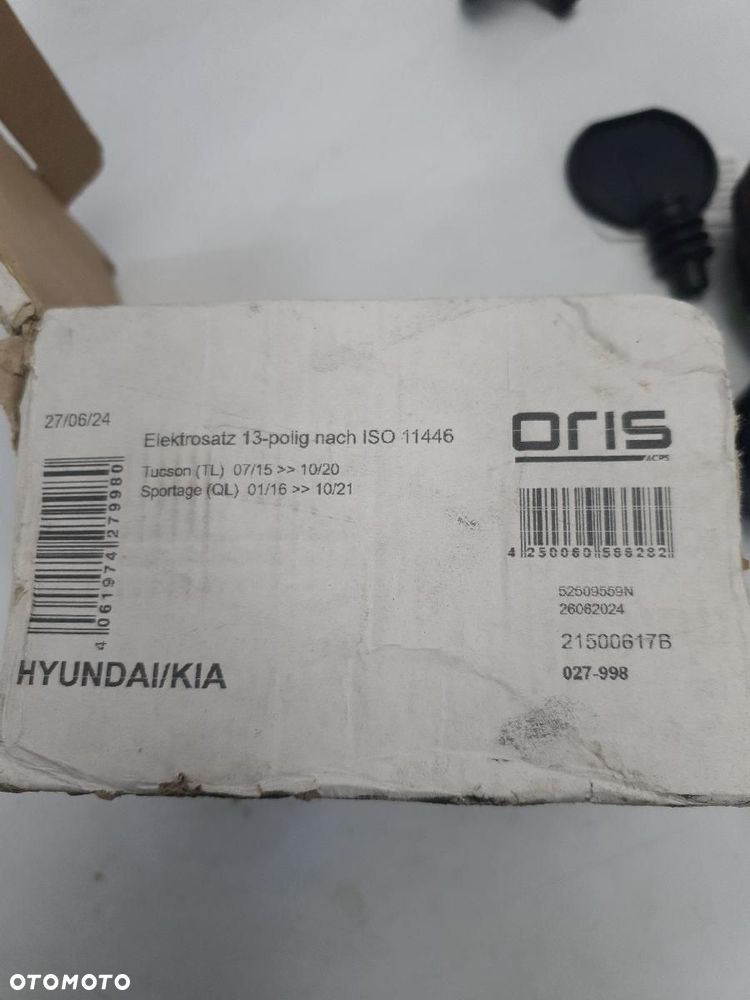 27/06/24
Elektrosatz 13-polig nach ISO 11446
Tucson (TL) 07/15 >> 10/20
Sportage (QL) 01/16 >> 10/21
4 061974 279980
HYUNDAI/KIA
ORIS
ACPS
4 250060 586282
52509559N
26062024
21500617B
027-998
OTOMOTO